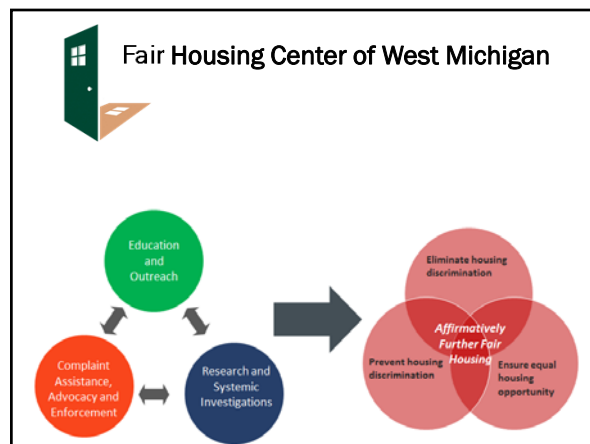 Fair Housing Center of West Michigan
Education
and
Outreach
Complaint
Assistance,
Advocacy and
Enforcement
Research and
Systemic
Investigations
Eliminate housing
discrimination
Affirmatively
Further Fair
Housing
Prevent housing
discrimination
Ensure equal
housing
opportunity